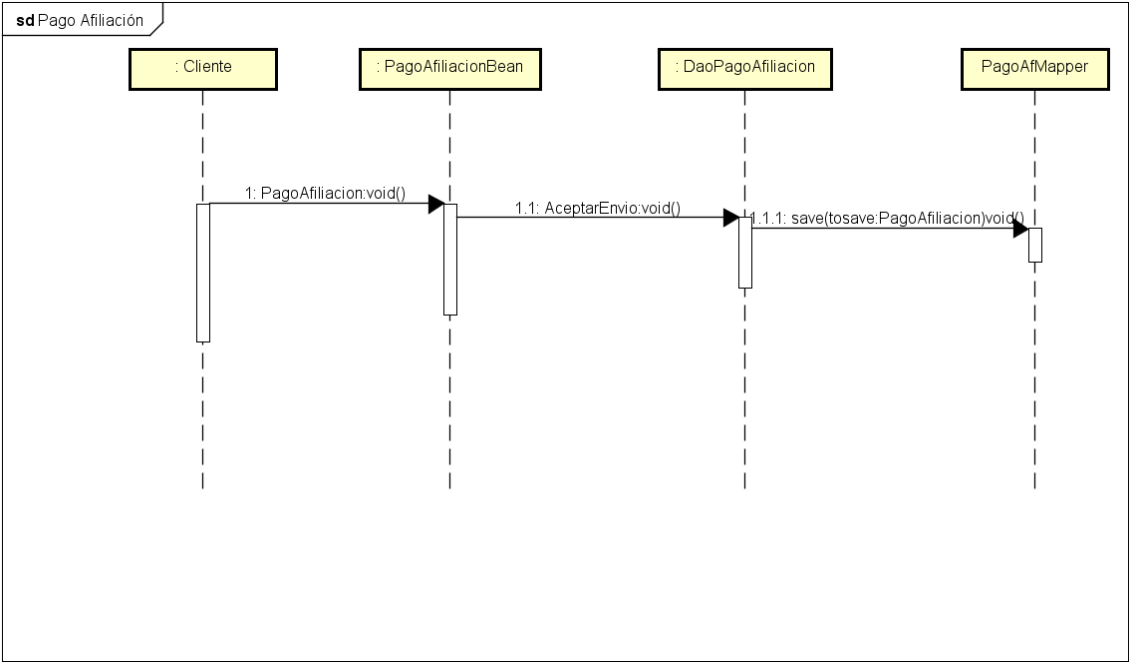 sd Pago Afiliación
: Cliente
: PagoAfiliacionBean
: DaoPagoAfiliacion
PagoAfMapper
1: PagoAfiliacion:void()
1.1: AceptarEnvio:void()
1.1.1: save(tosave:PagoAfiliacion)void()